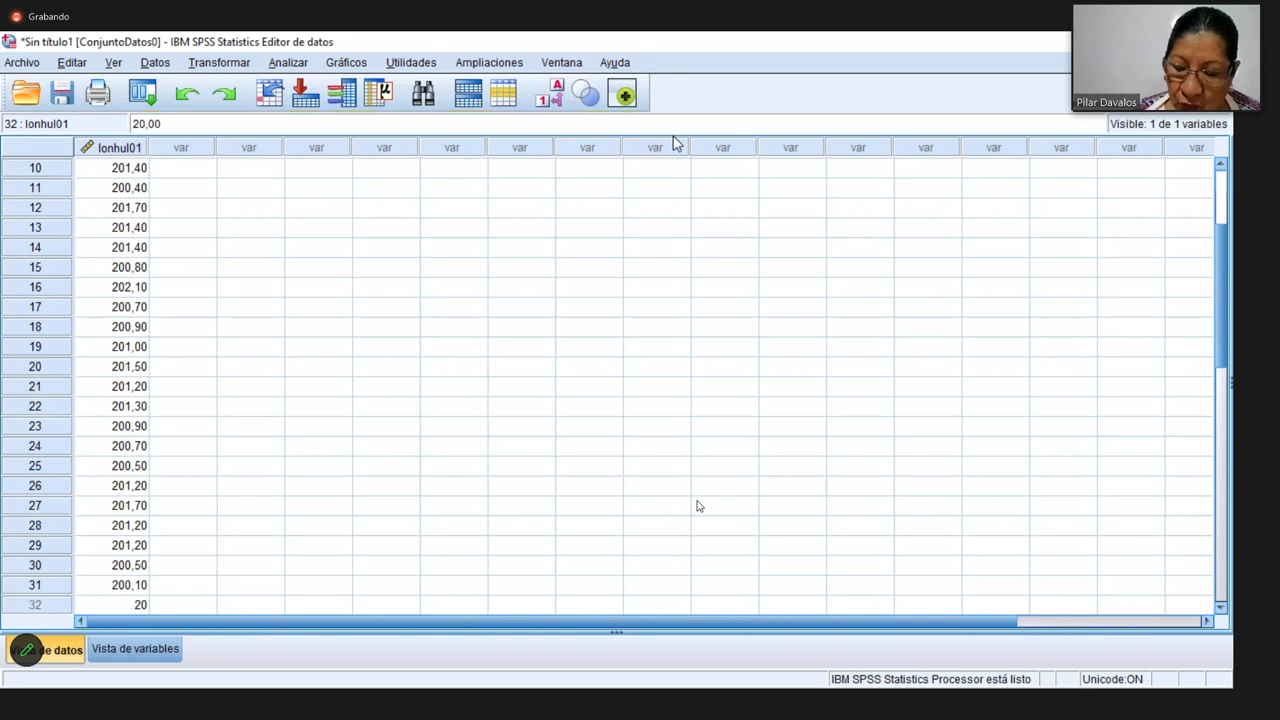 Grabando
*Sin título1 [ConjuntoDatos0] - IBM SPSS Statistics Editor de datos
Archivo Editar Ver Datos Transformar Analizar Gráficos Utilidades Ampliaciones Ventana Ayuda
Pilar Davalos
32 : lonhul01 20,00 Visible: 1 de 1 variables
lonhul01 var var var var var var var var var var var var var var var var
10 201,40
11 200,40
12 201,70
13 201,40
14 201,40
15 200,80
16 202,10
17 200,70
18 200,90
19 201,00
20 201,50
21 201,20
22 201,30
23 200,90
24 200,70
25 200,50
26 201,20
27 201,70
28 201,20
29 201,20
30 200,50
31 200,10
32 20
de datos Vista de variables
IBM SPSS Statistics Processor está listo Unicode:ON